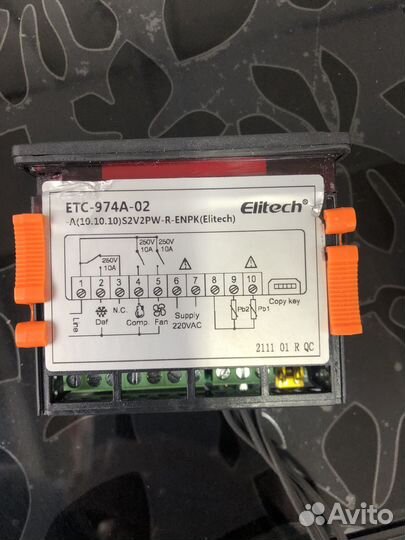 ETC-974A-02
Elitech®
-A(10.10.10)S2V2PW-R-ENPK(Elitech)
250V 250V
10A 10A
250V
10A
1 2 3 4 5 6 7 8 9 10
Line
N.C.
Pb2 Pb1
Copy key
Def Comp. Fan
Supply
220VAC
2111 01 R QC
Avito